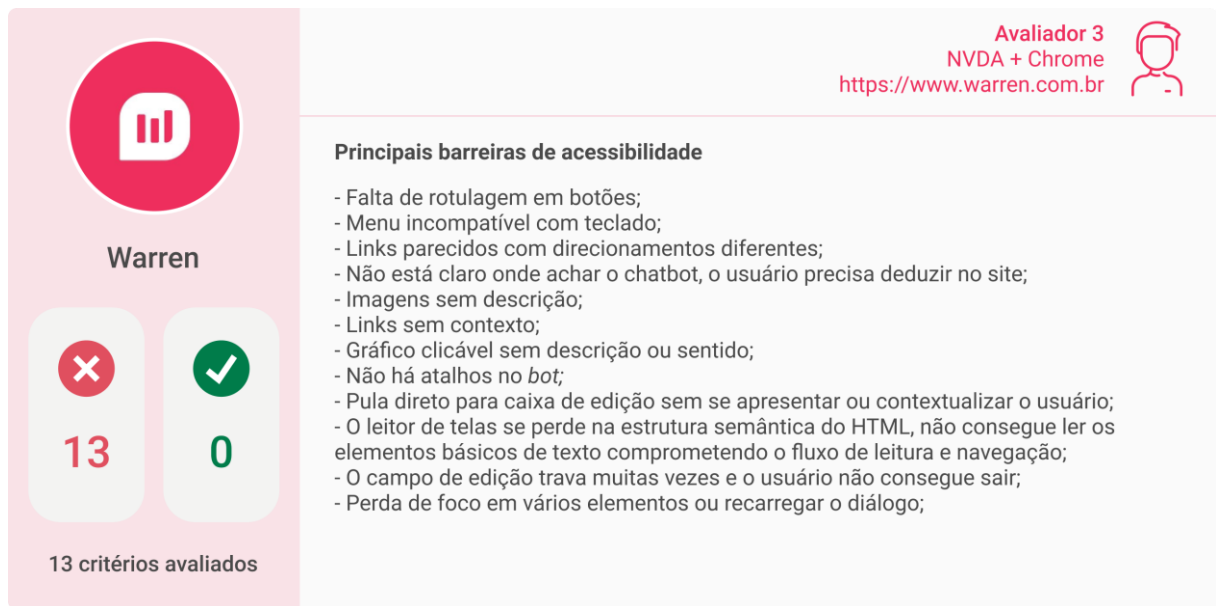 Warren
13
0
13 critérios avaliados
Avaliador 3
NVDA + Chrome
https://www.warren.com.br
Principais barreiras de acessibilidade
- Falta de rotulagem em botões;
- Menu incompatível com teclado;
- Links parecidos com direcionamentos diferentes;
- Não está claro onde achar o chatbot, o usuário precisa deduzir no site;
- Imagens sem descrição;
- Links sem contexto;
- Gráfico clicável sem descrição ou sentido;
- Não há atalhos no bot;
- Pula direto para caixa de edição sem se apresentar ou contextualizar o usuário;
- O leitor de telas se perde na estrutura semântica do HTML, não consegue ler os
elementos básicos de texto comprometendo o fluxo de leitura e navegação;
- O campo de edição trava muitas vezes e o usuário não consegue sair;
- Perda de foco em vários elementos ou recarregar o diálogo;